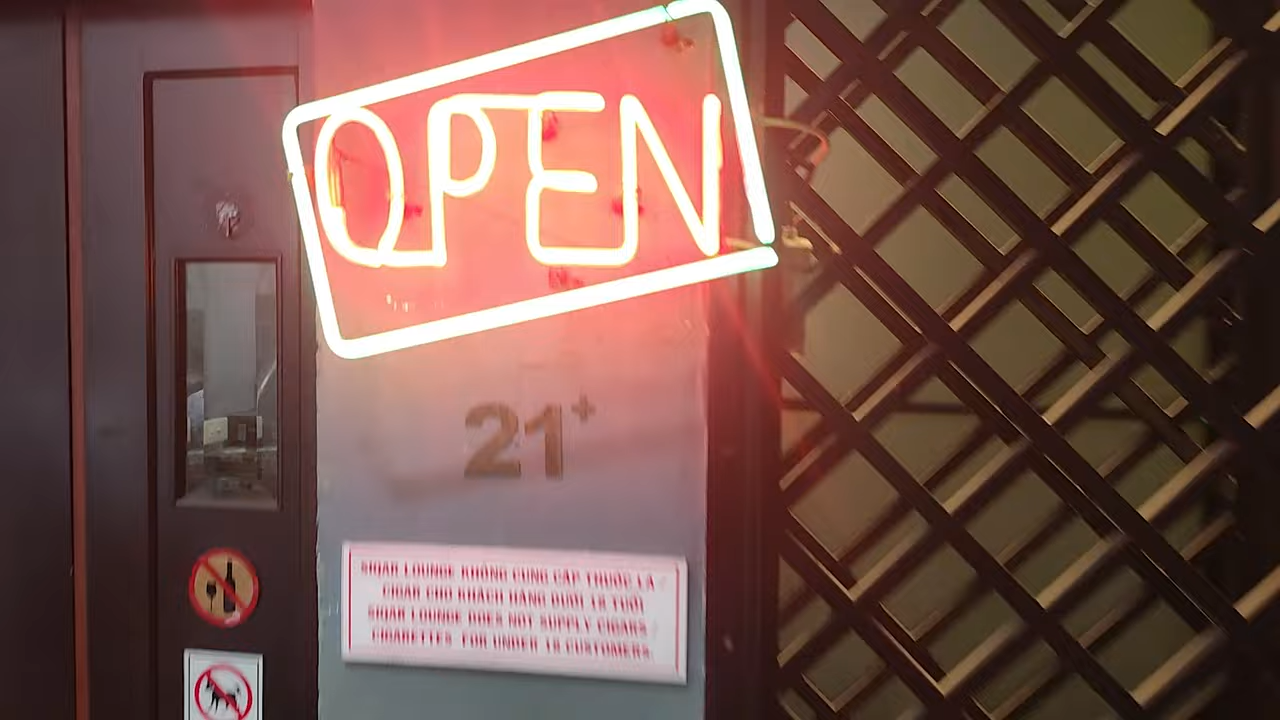 OPEN
21+
LOUNGE KHÔNG CUNG CẤP THUỐC LÁ
CHO KHÁCH HÀNG DƯỚI 18 TUỔI
LOUNGE DOES NOT SUPPLY CIGARS
CIGARETTES FOR UNDER 18 CUSTOMERS